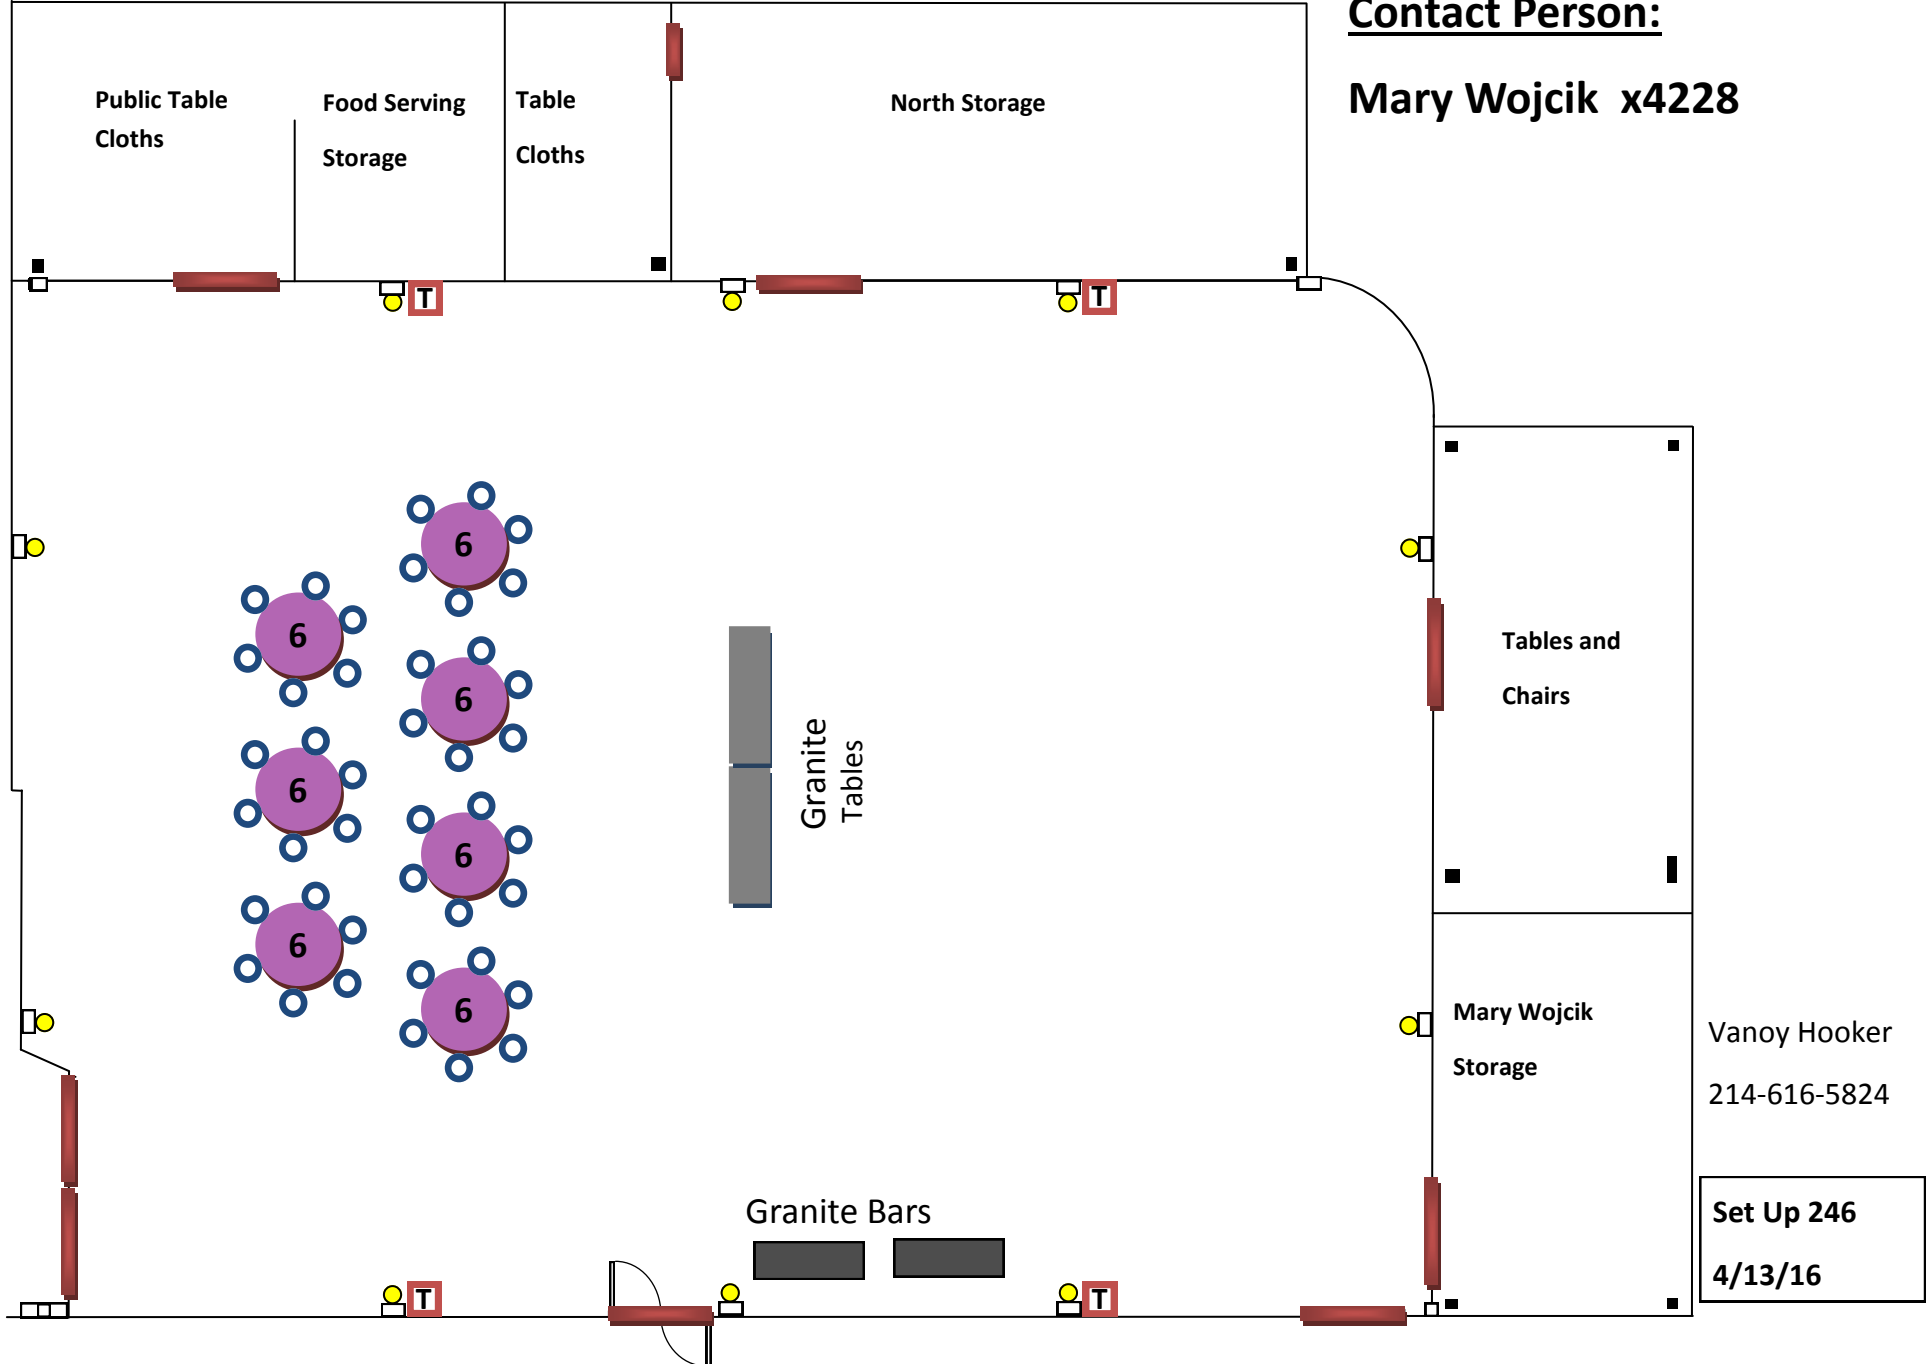 Contact Person:
Mary Wojcik  x4228
Public Table
Cloths
Food Serving
Storage
Table
Cloths
North Storage
T
T
6
6
6
6
6
6
6
Granite
Tables
Tables and
Chairs
Mary Wojcik
Storage
Vanoy Hooker
214-616-5824
Granite Bars
Set Up 246
4/13/16
T
T